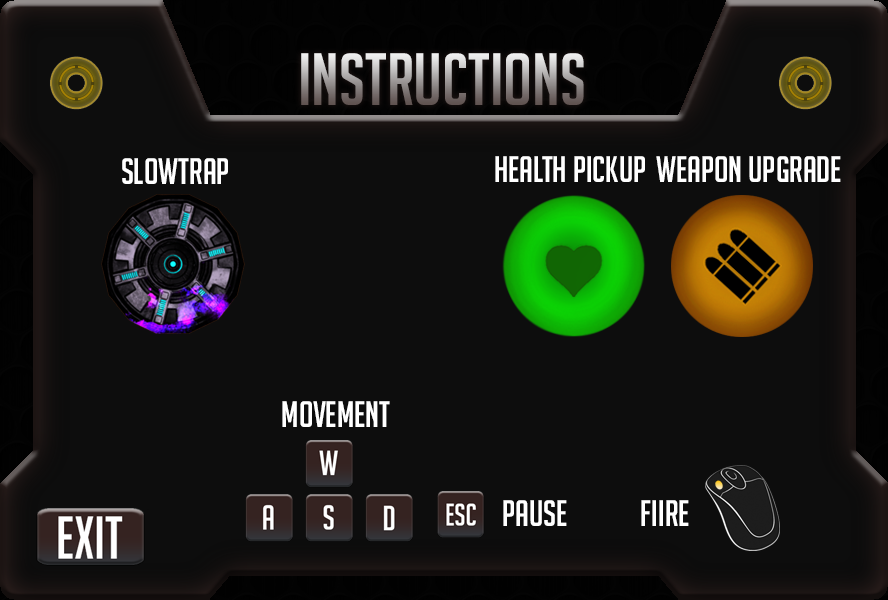 INSTRUCTIONS
SLOWTRAP
HEALTH PICKUP
WEAPON UPGRADE
MOVEMENT
W
A S D
ESC PAUSE
FIIRE
EXIT